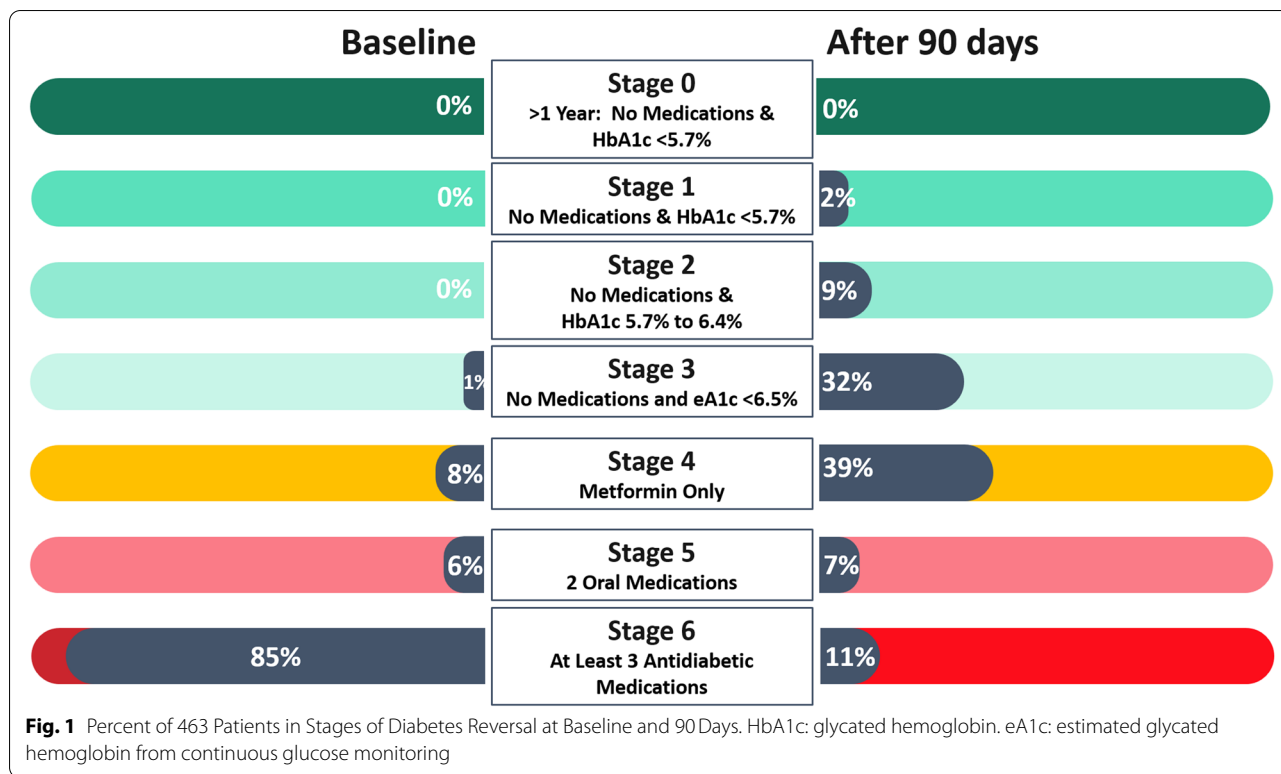 Baseline
After 90 days
0%
Stage 0
>1 Year: No Medications &
HbA1c <5.7%
0%
0%
Stage 1
No Medications & HbA1c <5.7%
2%
0%
Stage 2
No Medications &
HbA1c 5.7% to 6.4%
9%
1%
Stage 3
No Medications and eA1c <6.5%
32%
8%
Stage 4
Metformin Only
39%
6%
Stage 5
2 Oral Medications
7%
85%
Stage 6
At Least 3 Antidiabetic
Medications
11%
Fig. 1 Percent of 463 Patients in Stages of Diabetes Reversal at Baseline and 90 Days. HbA1c: glycated hemoglobin. eA1c: estimated glycated
hemoglobin from continuous glucose monitoring